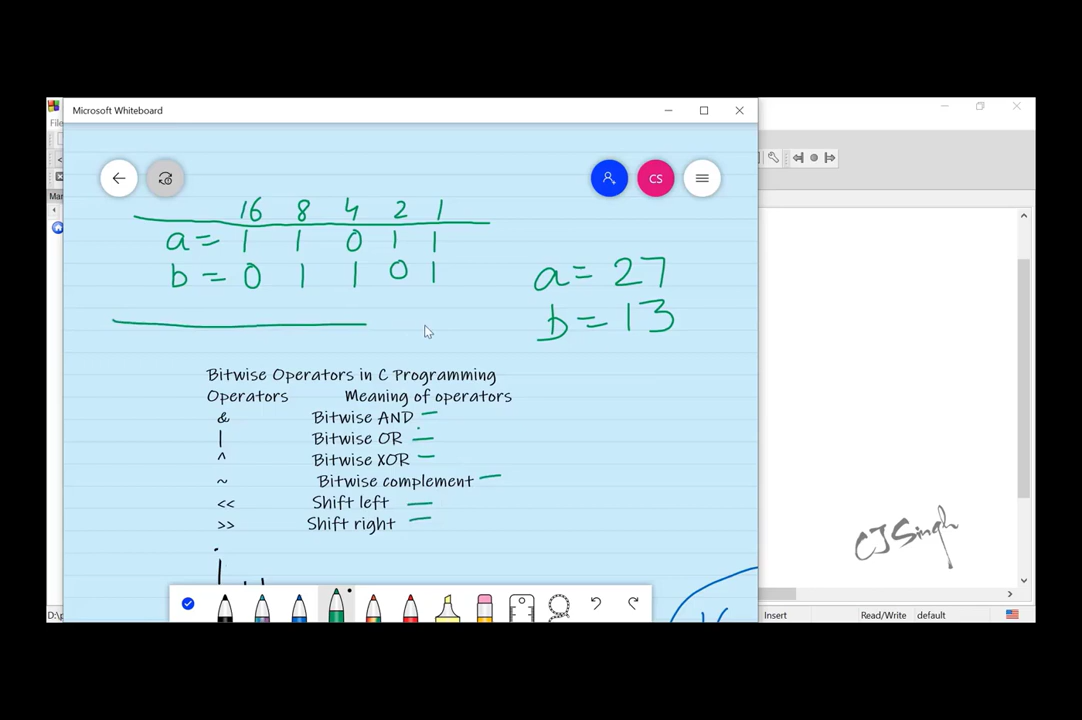 Microsoft Whiteboard
CS
16 8 4 2 1
a = 1 1 0 1 1
b = 0 1 1 0 1
a = 27
b = 13
Bitwise Operators in C Programming
Operators Meaning of operators
& Bitwise AND
| Bitwise OR
^ Bitwise XOR
~ Bitwise complement
<< Shift left
>> Shift right
CJSingh
D:\p
Insert
Read/Write
default